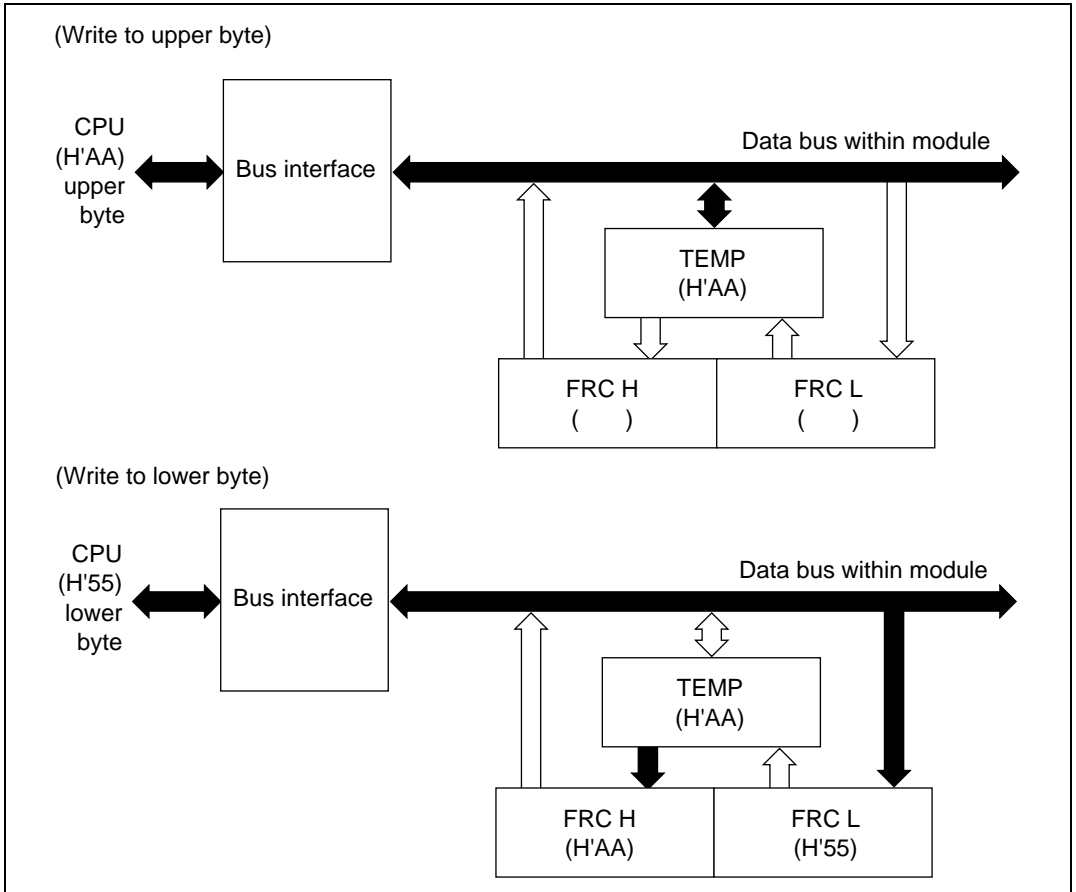 (Write to upper byte)
CPU
(H'AA)
upper
byte
Bus interface
Data bus within module
TEMP
(H'AA)
FRC H
( )
FRC L
( )
(Write to lower byte)
CPU
(H'55)
lower
byte
Bus interface
Data bus within module
TEMP
(H'AA)
FRC H
(H'AA)
FRC L
(H'55)